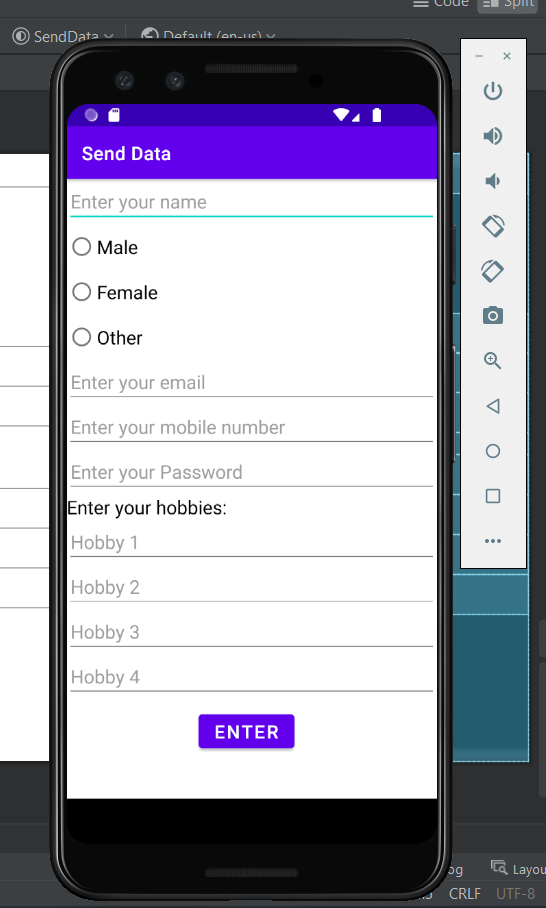 Code Split
SendData Default (en-us)
Send Data
Enter your name
Male
Female
Other
Enter your email
Enter your mobile number
Enter your Password
Enter your hobbies:
Hobby 1
Hobby 2
Hobby 3
Hobby 4
ENTER
CRLF UTF-8